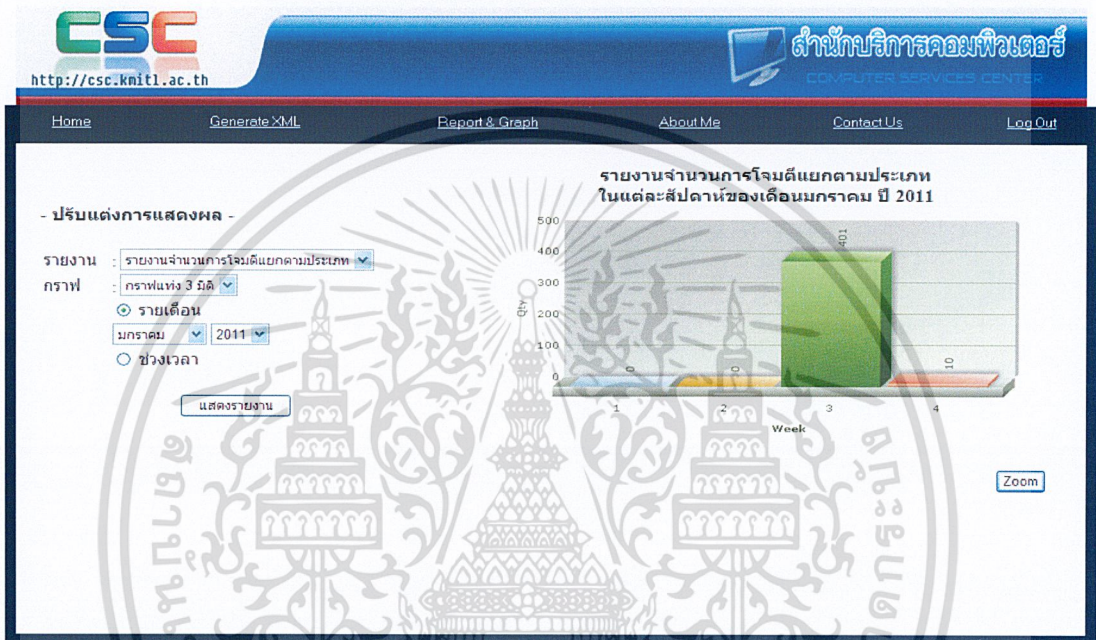 CSC
http://csc.kmitl.ac.th
สำนักบริการคอมพิวเตอร์
COMPUTER SERVICES CENTER
Home Generate XML Report & Graph About Me Contact Us Log Out
- ปรับแต่งการแสดงผล -
รายงาน : รายงานจำนวนการโจมตีแยกตามประเภท
กราฟ : กราฟแท่ง 3 มิติ
รายเดือน
มกราคม 2011
ช่วงเวลา
แสดงรายงาน
รายงานจำนวนการโจมตีแยกตามประเภท
ในแต่ละสัปดาห์ของเดือนมกราคม ปี 2011
500
400
300
200
100
0
Qty
0 0 401 10
1 2 3 4
Week
Zoom